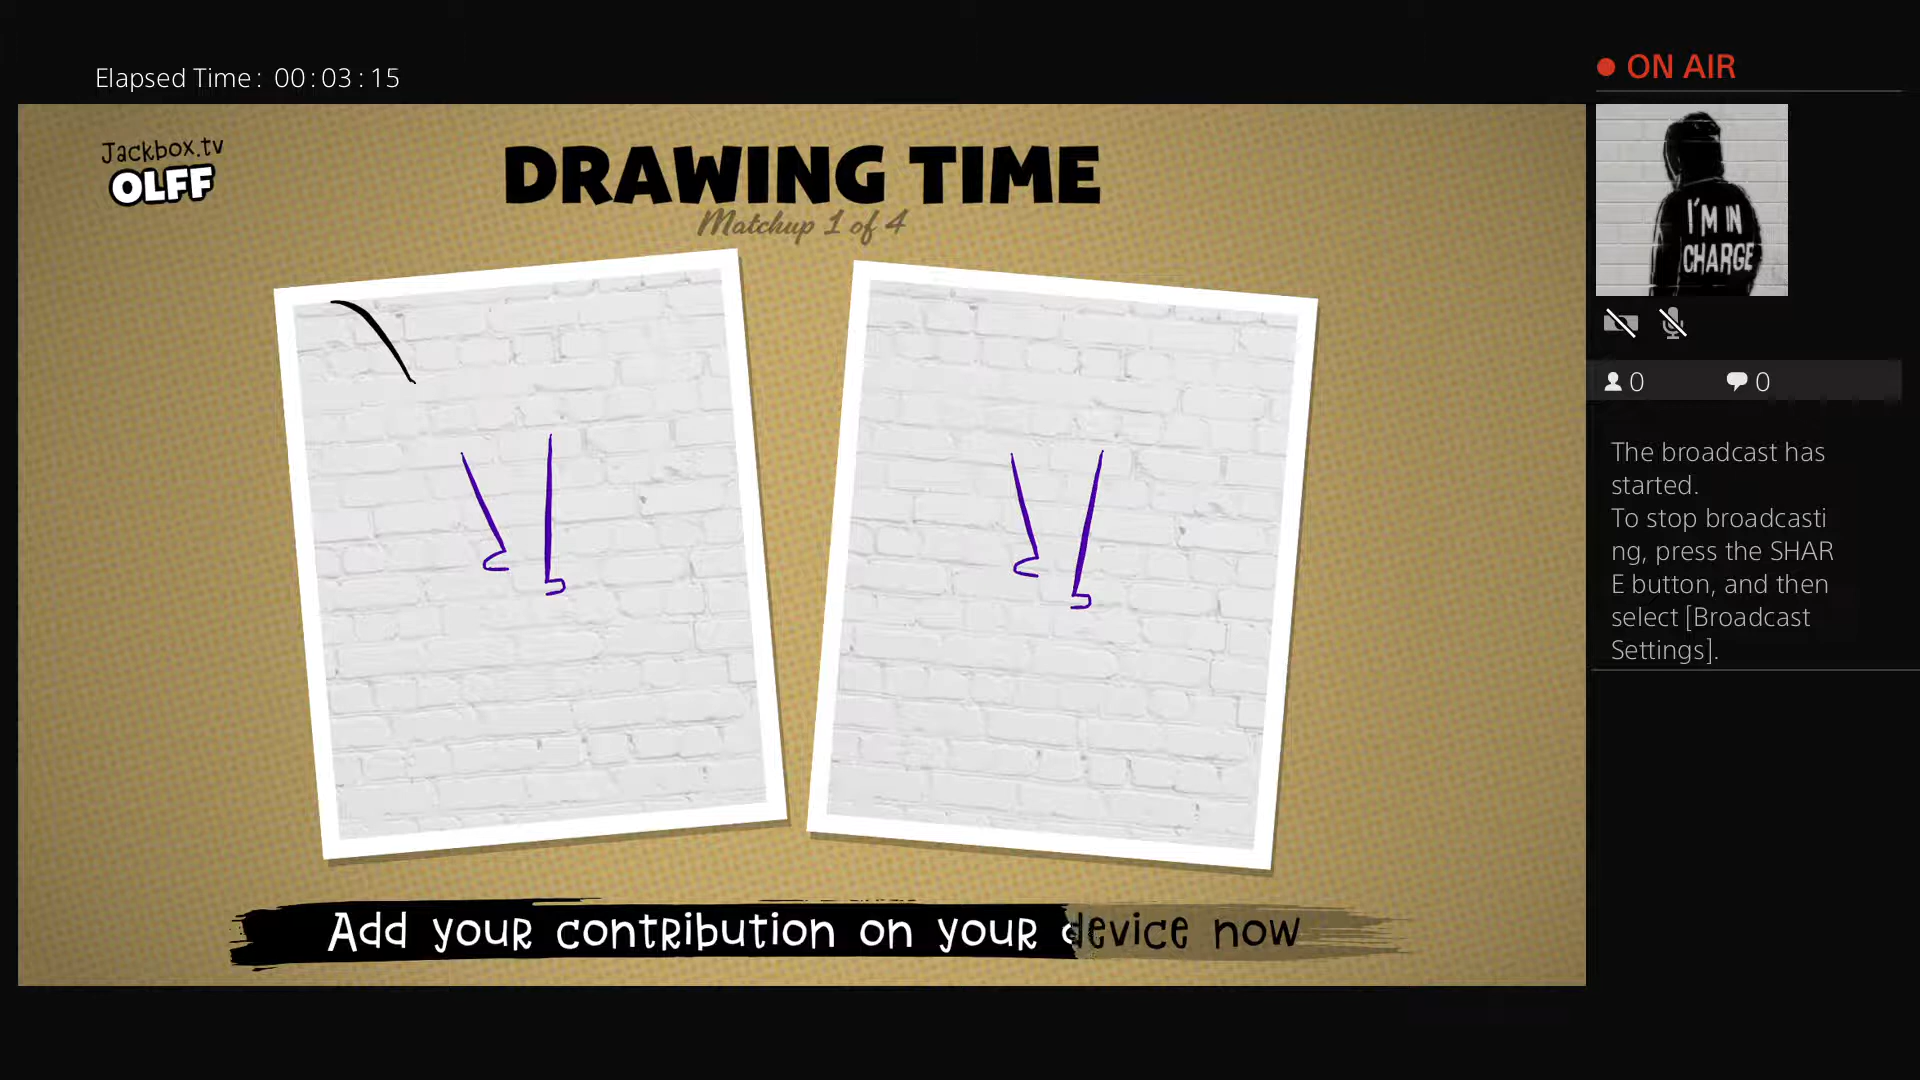 Elapsed Time: 00:03:15
ON AIR
Jackbox.tv
OLFF
DRAWING TIME
Matchup 1 of 4
I'M IN
CHARGE
0
0
The broadcast has
started.
To stop broadcasti
ng, press the SHAR
E button, and then
select [Broadcast
Settings].
Add your contribution on your device now